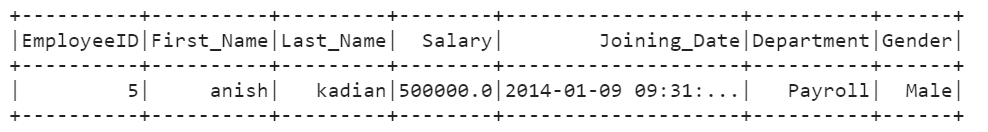 +----------+----------+---------+--------+--------------------+----------+------+
|EmployeeID|First_Name|Last_Name|  Salary|        Joining_Date|Department|Gender|
+----------+----------+---------+--------+--------------------+----------+------+
|         5|     anish|   kadian|500000.0|2014-01-09 09:31:...|   Payroll|  Male|
+----------+----------+---------+--------+--------------------+----------+------+